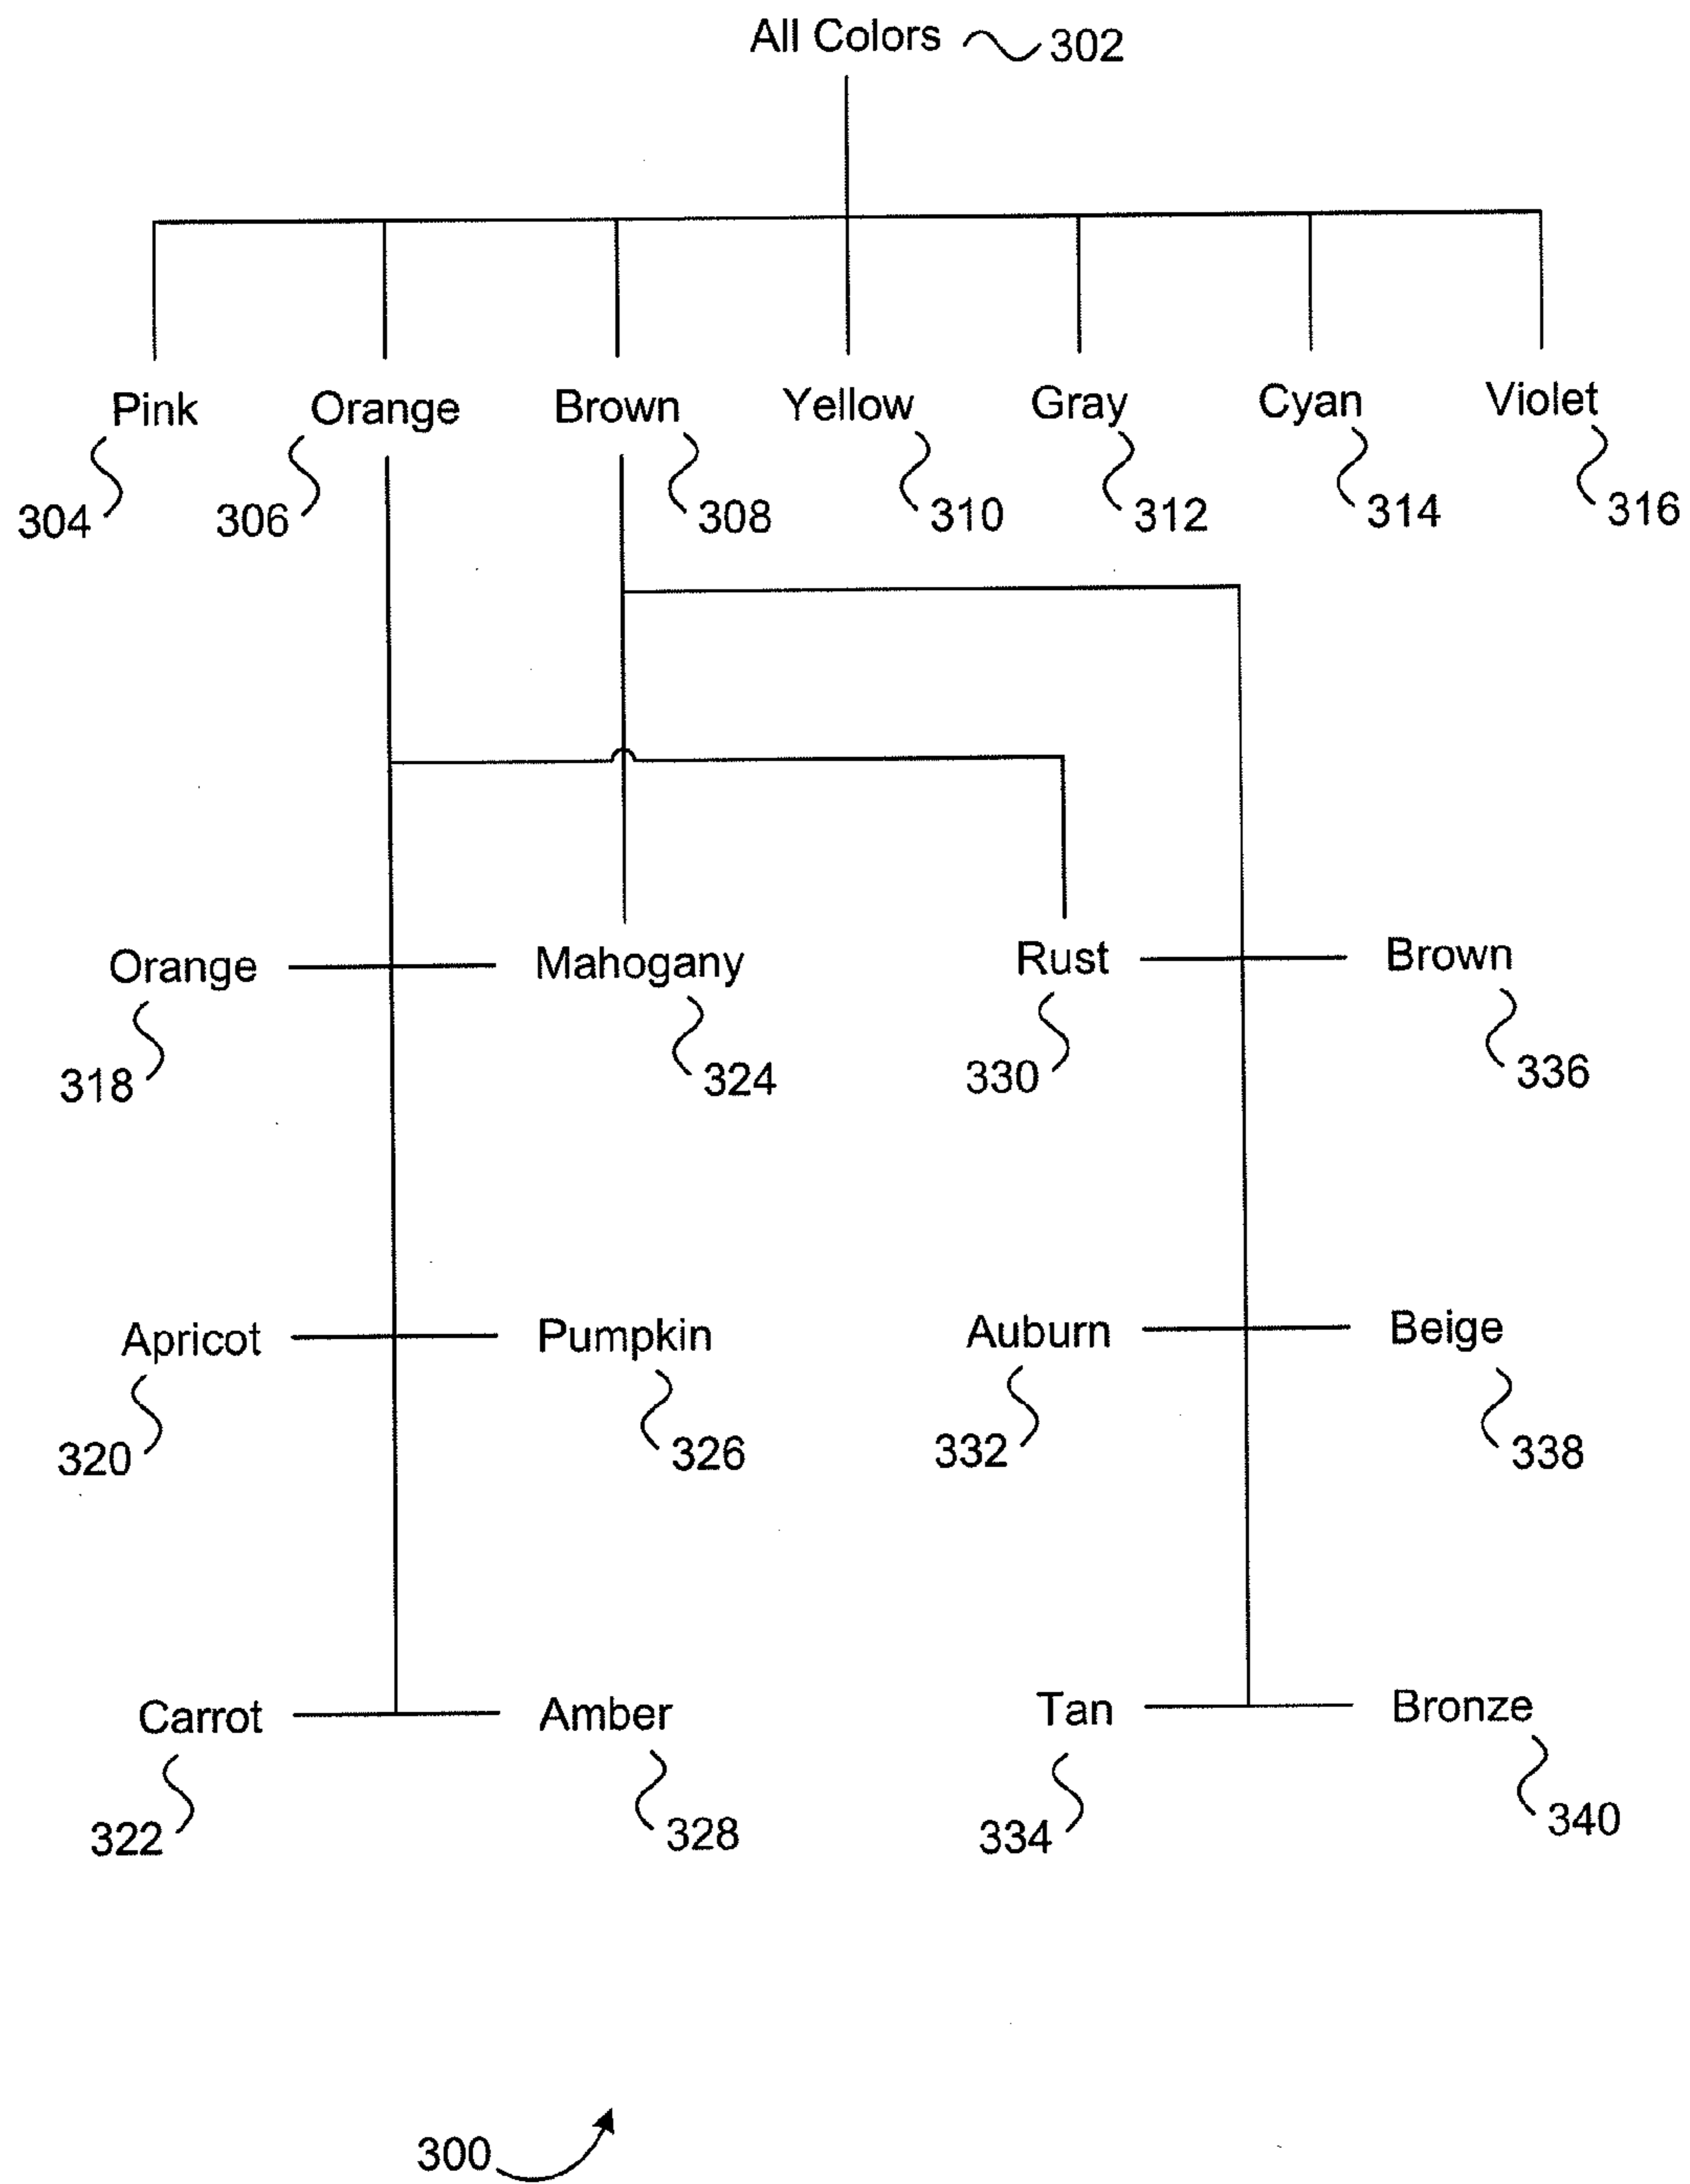 All Colors 302
Pink Orange Brown Yellow Gray Cyan Violet
304 306 308 310 312 314 316
Orange Mahogany Rust Brown
318 324 330 336
Apricot Pumpkin Auburn Beige
320 326 332 338
Carrot Amber Tan Bronze
322 328 334 340
300